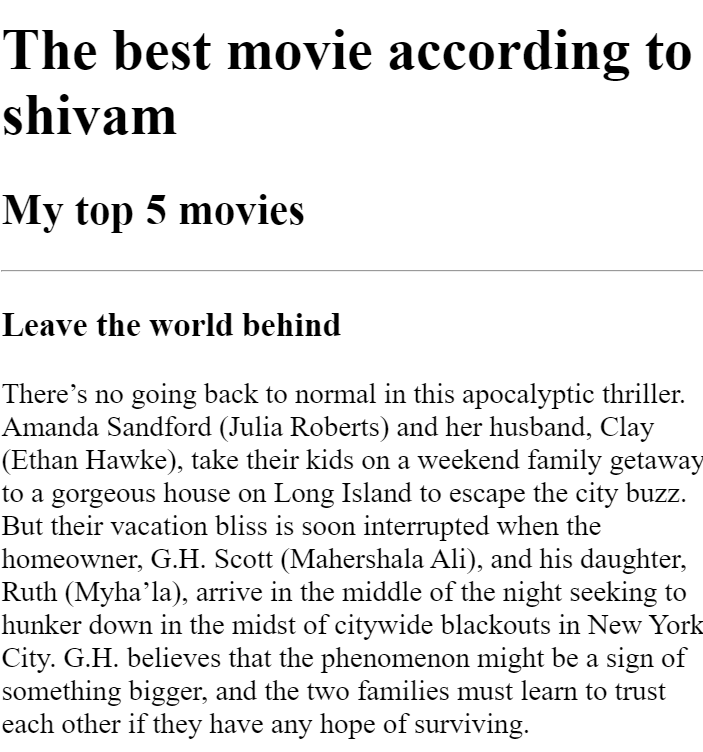 The best movie according to
shivam
My top 5 movies
Leave the world behind
There’s no going back to normal in this apocalyptic thriller.
Amanda Sandford (Julia Roberts) and her husband, Clay
(Ethan Hawke), take their kids on a weekend family getaway
to a gorgeous house on Long Island to escape the city buzz.
But their vacation bliss is soon interrupted when the
homeowner, G.H. Scott (Mahershala Ali), and his daughter,
Ruth (Myha’la), arrive in the middle of the night seeking to
hunker down in the midst of citywide blackouts in New York
City. G.H. believes that the phenomenon might be a sign of
something bigger, and the two families must learn to trust
each other if they have any hope of surviving.